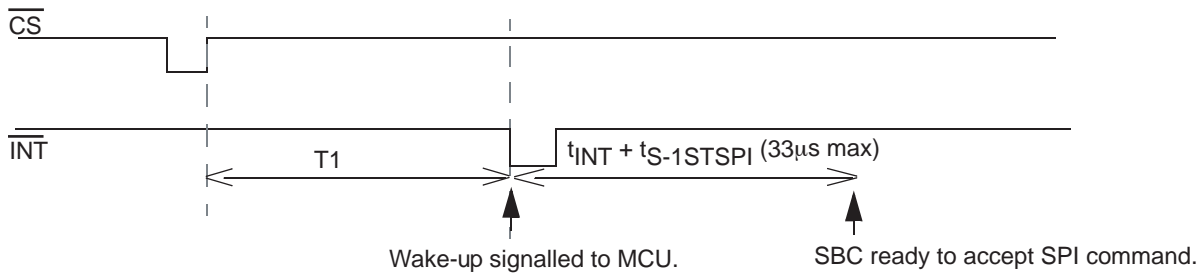 CS
INT
T1
tINT + tS-1STSPI (33μs max)
Wake-up signalled to MCU.
SBC ready to accept SPI command.